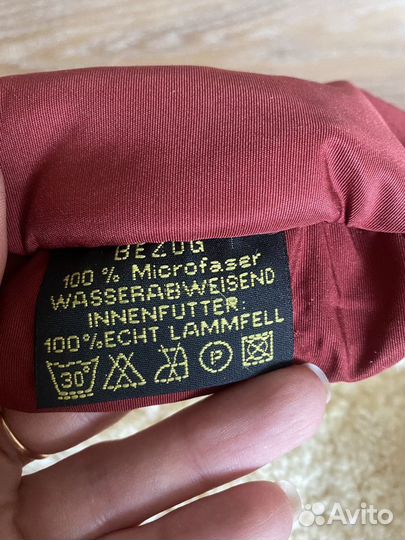 BEZUG
100 % Microfaser
WASSERABWEISEND
INNENFUTTER:
100%ECHT LAMMFELL
30°
P
Avito